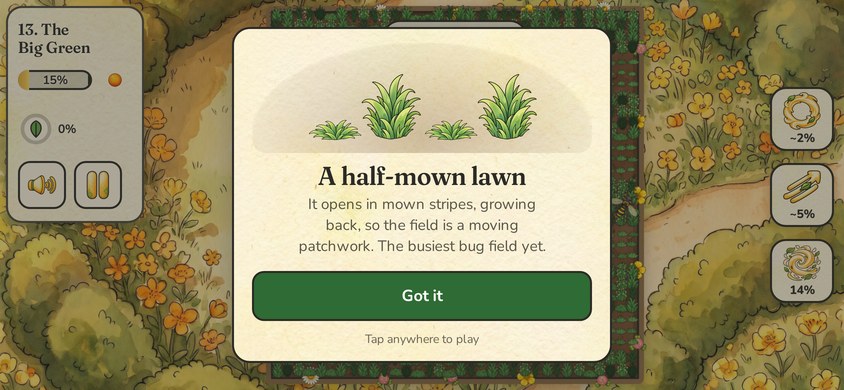 13. The
Big Green
15%
0%
A half-mown lawn
It opens in mown stripes, growing
back, so the field is a moving
patchwork. The busiest bug field yet.
Got it
Tap anywhere to play
~2%
~5%
14%